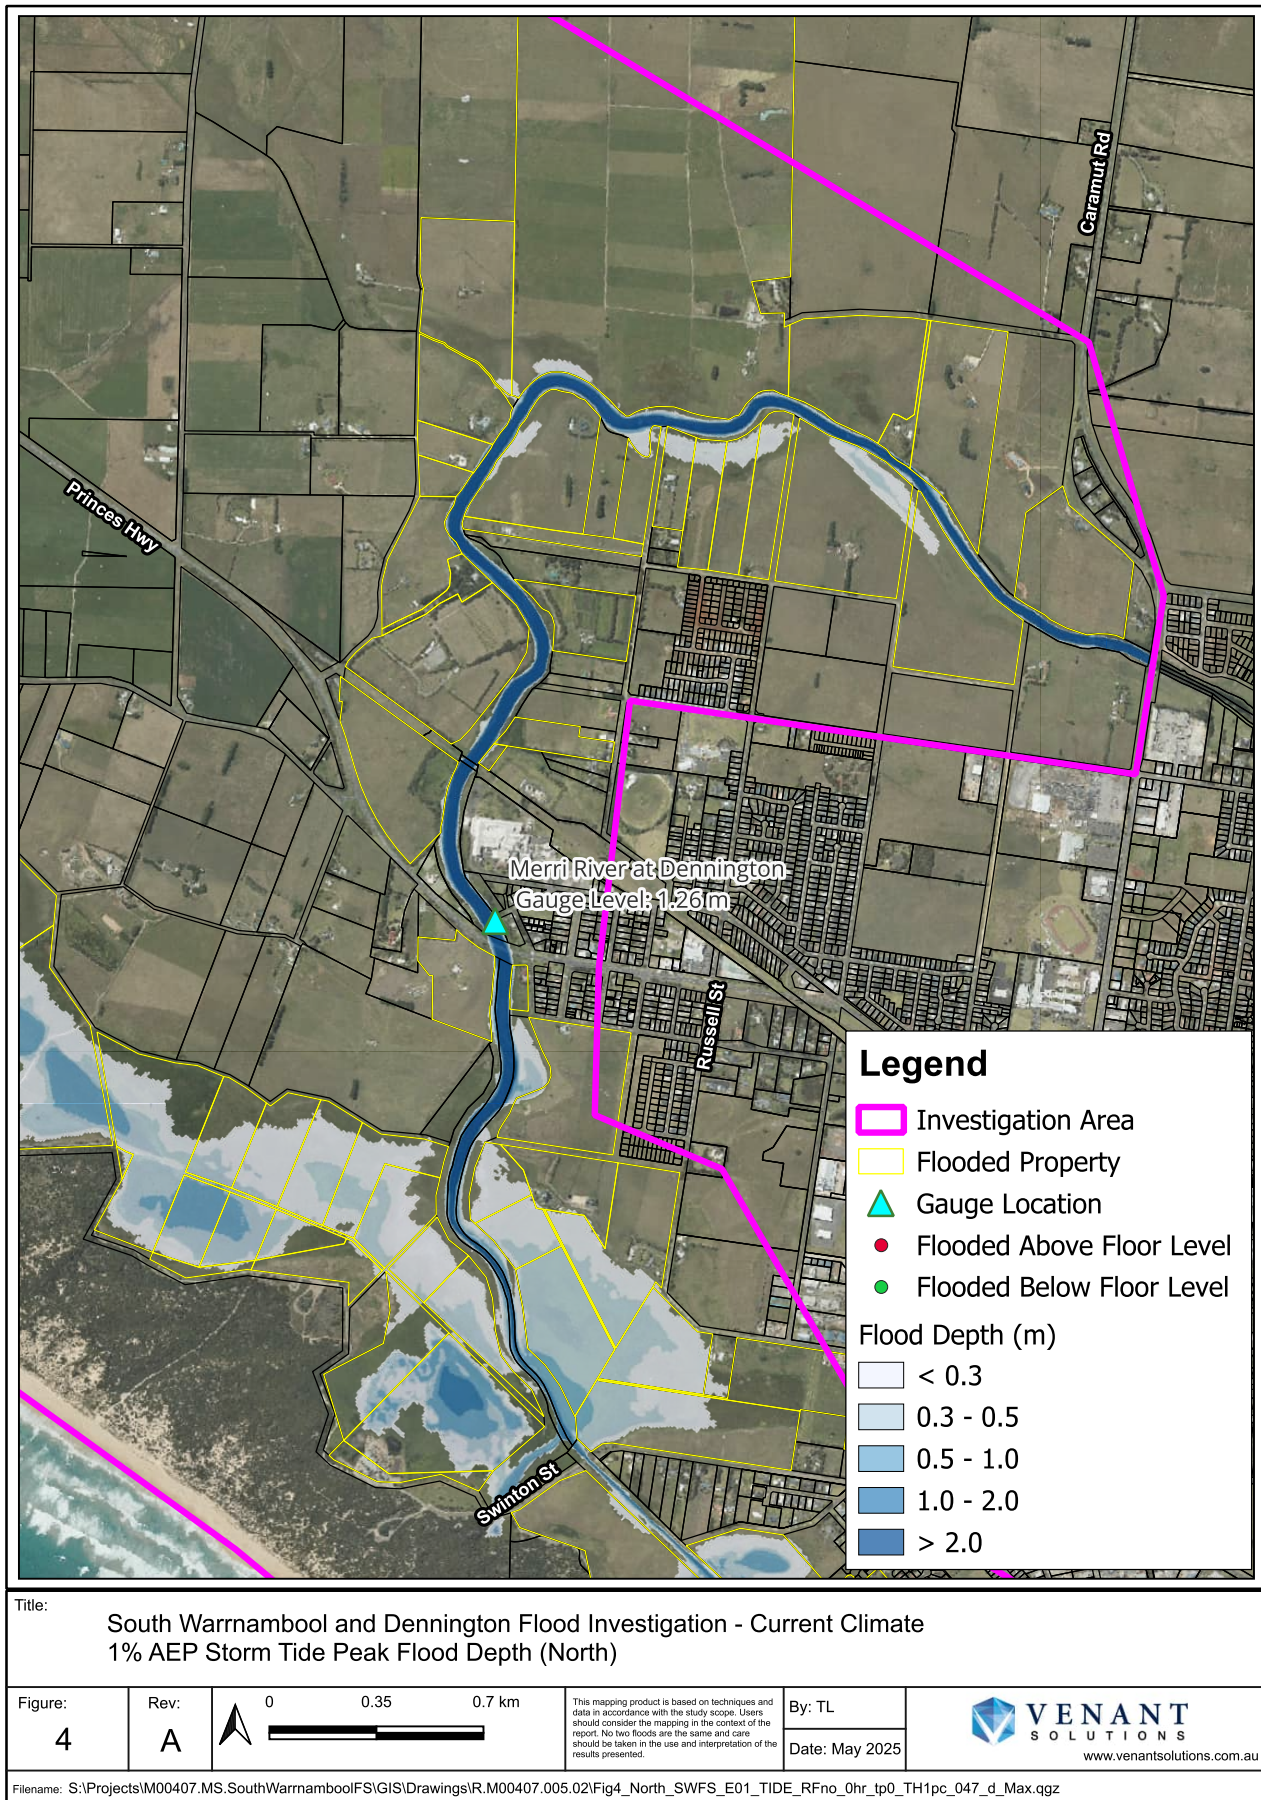 Caramut Rd
Princes Hwy
Merri River at Dennington
Gauge Level: 1.26 m
Russell St
Swinton St
Legend
Investigation Area
Flooded Property
Gauge Location
Flooded Above Floor Level
Flooded Below Floor Level
Flood Depth (m)
< 0.3
0.3 - 0.5
0.5 - 1.0
1.0 - 2.0
> 2.0
Title:
South Warrnambool and Dennington Flood Investigation - Current Climate
1% AEP Storm Tide Peak Flood Depth (North)
Figure:
4
Rev:
A
0 0.35 0.7 km
This mapping product is based on techniques and
data in accordance with the study scope. Users
should consider the mapping in the context of the
report. No two floods are the same and care
should be taken in the use and interpretation of the
results presented.
By: TL
Date: May 2025
VENANT
SOLUTIONS
www.venantsolutions.com.au
Filename: S:\Projects\M00407.MS.SouthWarrnamboolFS\GIS\Drawings\R.M00407.005.02\Fig4_North_SWFS_E01_TIDE_RFno_0hr_tp0_TH1pc_047_d_Max.qgz